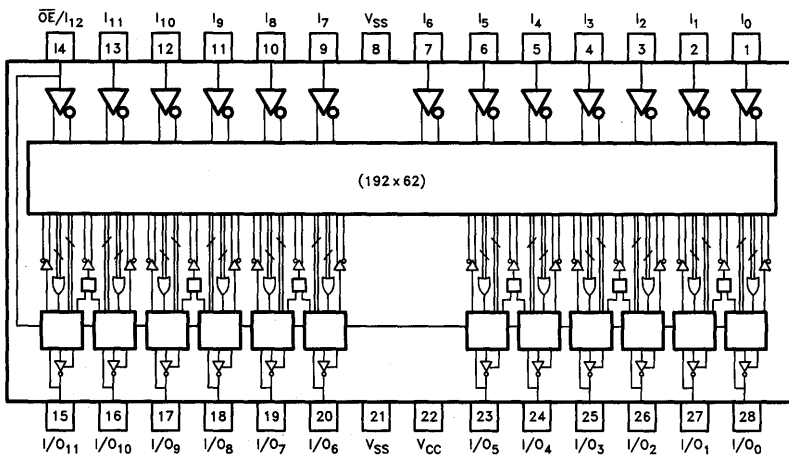 OE/I12 I11 I10 I9 I8 I7 VSS I6 I5 I4 I3 I2 I1 I0
14 13 12 11 10 9 8 7 6 5 4 3 2 1
(192 x 62)
15 16 17 18 19 20 21 22 23 24 25 26 27 28
I/O11 I/O10 I/O9 I/O8 I/O7 I/O6 VSS VCC I/O5 I/O4 I/O3 I/O2 I/O1 I/O0